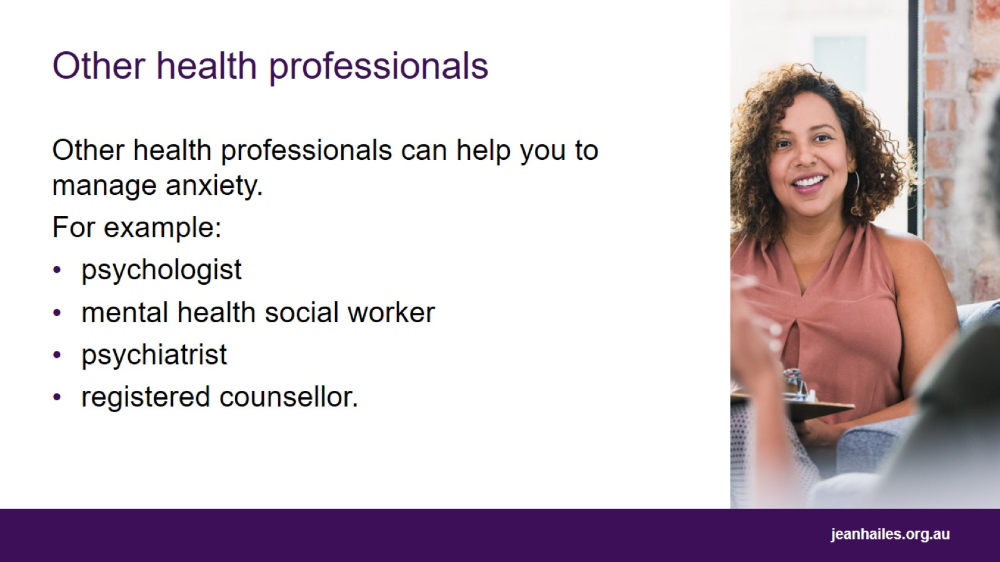 Other health professionals
Other health professionals can help you to
manage anxiety.
For example:
• psychologist
• mental health social worker
• psychiatrist
• registered counsellor.
jeanhailes.org.au